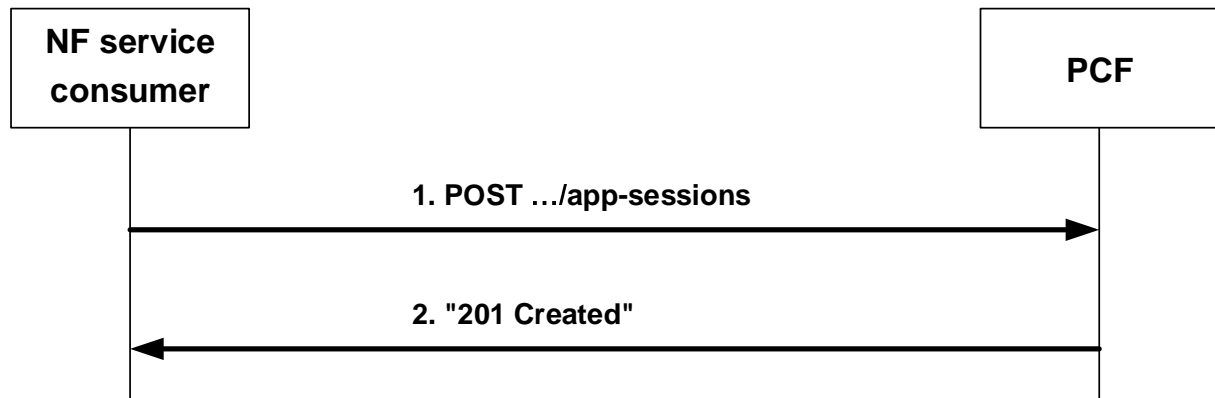 NF service
consumer
PCF
1. POST …/app-sessions
2. "201 Created"